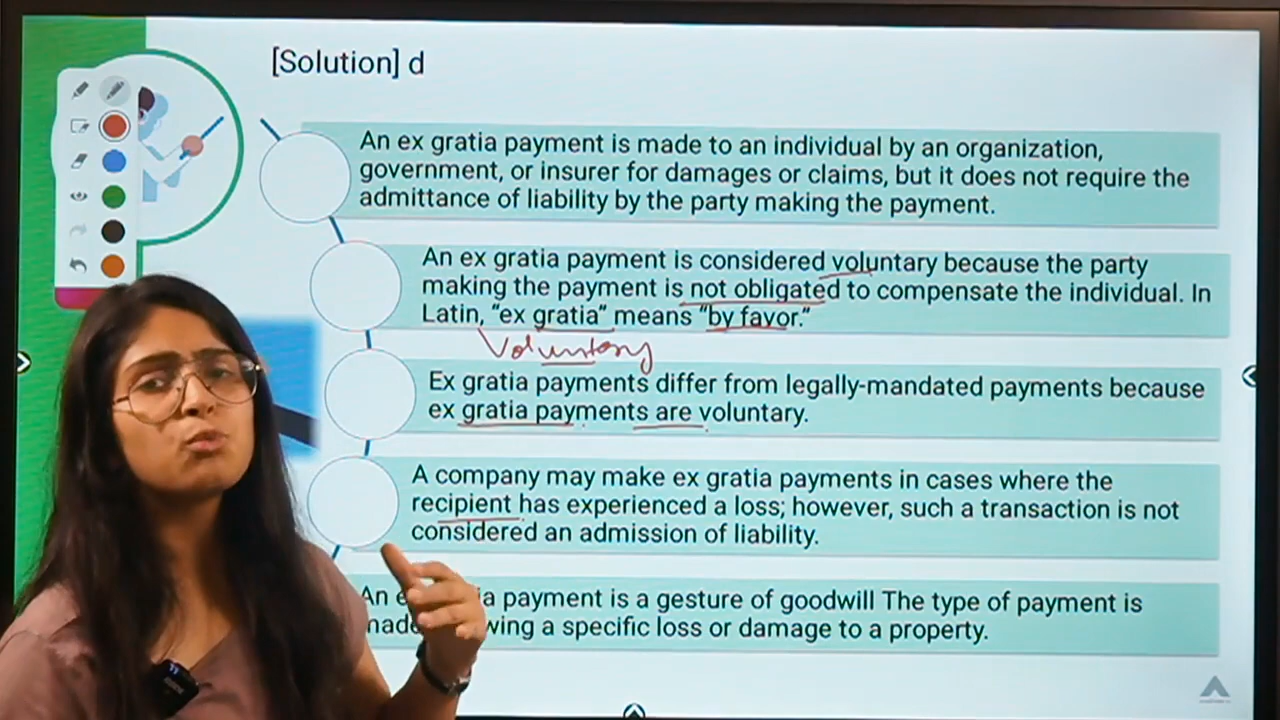 [Solution] d
An ex gratia payment is made to an individual by an organization,
government, or insurer for damages or claims, but it does not require the
admittance of liability by the party making the payment.
An ex gratia payment is considered voluntary because the party
making the payment is not obligated to compensate the individual. In
Latin, "ex gratia" means "by favor."
Voluntary
Ex gratia payments differ from legally-mandated payments because
ex gratia payments are voluntary.
A company may make ex gratia payments in cases where the
recipient has experienced a loss; however, such a transaction is not
considered an admission of liability.
An payment is a gesture of goodwill The type of payment is
a specific loss or damage to a property.